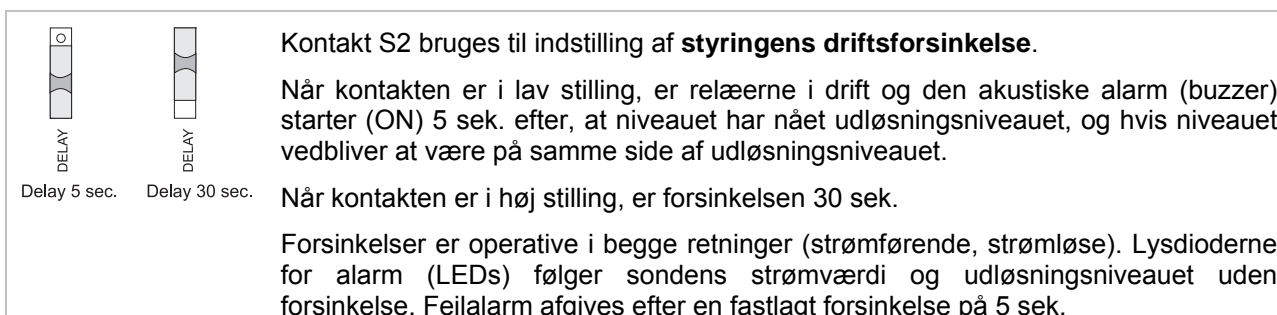 DELAY
Delay 5 sec.
DELAY
Delay 30 sec.
Kontakt S2 bruges til indstilling af styringens driftsforsinkelse.
Når kontakten er i lav stilling, er relæerne i drift og den akustiske alarm (buzzer)
starter (ON) 5 sek. efter, at niveauet har nået udløsningsniveauet, og hvis niveauet
vedbliver at være på samme side af udløsningsniveauet.
Når kontakten er i høj stilling, er forsinkelsen 30 sek.
Forsinkelser er operative i begge retninger (strømførende, strømløse). Lysdioderne
for alarm (LEDs) følger sondens strømværdi og udløsningsniveauet uden
forsinkelse. Fejlalarm afgives efter en fastlagt forsinkelse på 5 sek.